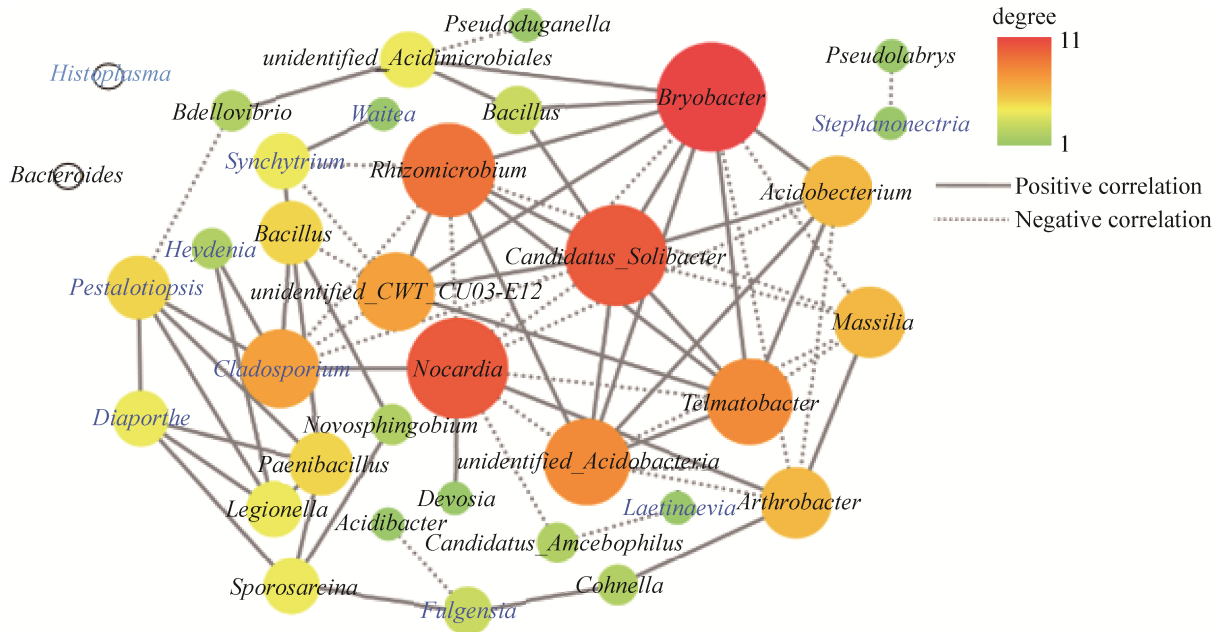 degree
11
1
Positive correlation
Negative correlation
Pseudoduganella
unidentified_Acidimicrobiales
Pseudolabrys
Histoplasma
Bryobacter
Bdellovibrio
Waitea
Bacillus
Stephanonectria
Synchytrium
Rhizomicrobium
Bacteroides
Acidobecterium
Bacillus
Heydenia
Candidatus_Solibacter
Pestalotiopsis
unidentified_CWT_CU03-E12
Massilia
Cladosporium
Nocardia
Telmatobacter
Diaporthe
Novosphingobium
Paenibacillus
unidentified_Acidobacteria
Devosia
Laetinaevia
Arthrobacter
Legionella
Acidibacter
Candidatus_Amcebophilus
Sporosarcina
Cohnella
Fulgensia